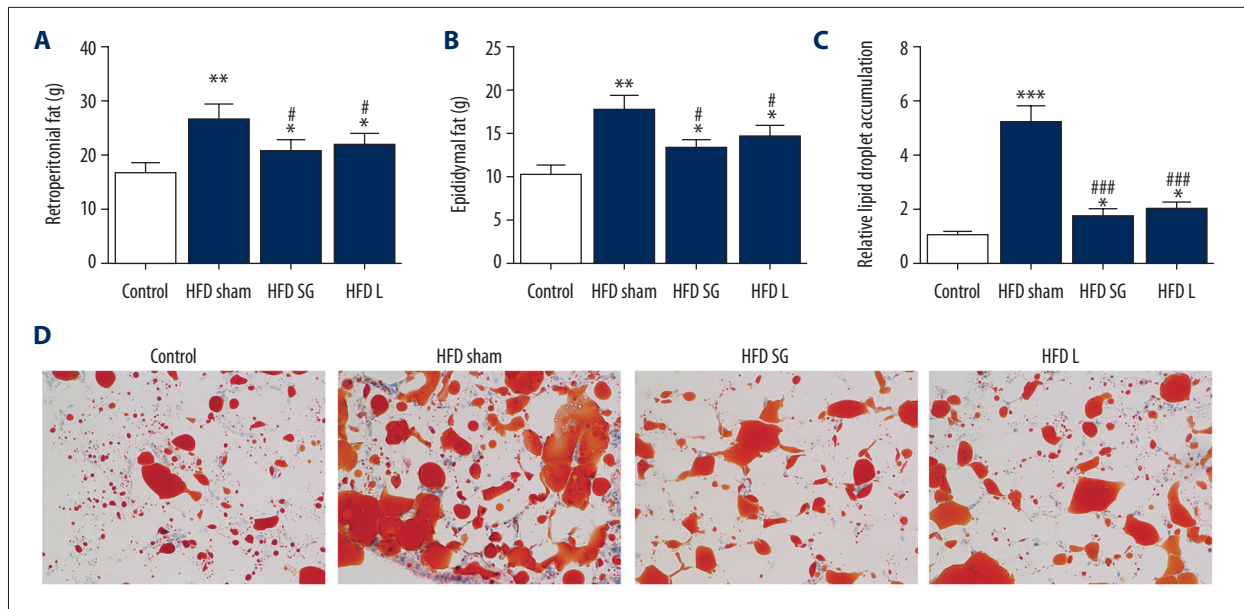 A
Retroperitonial fat (g)
40
30
20
10
0
**
#
*
#
*
Control
HFD sham
HFD SG
HFD L
B
Epididymal fat (g)
25
20
15
10
5
0
**
#
*
#
*
Control
HFD sham
HFD SG
HFD L
C
Relative lipid droplet accumulation
8
6
4
2
0
***
###
*
###
*
Control
HFD sham
HFD SG
HFD L
D
Control
HFD sham
HFD SG
HFD L